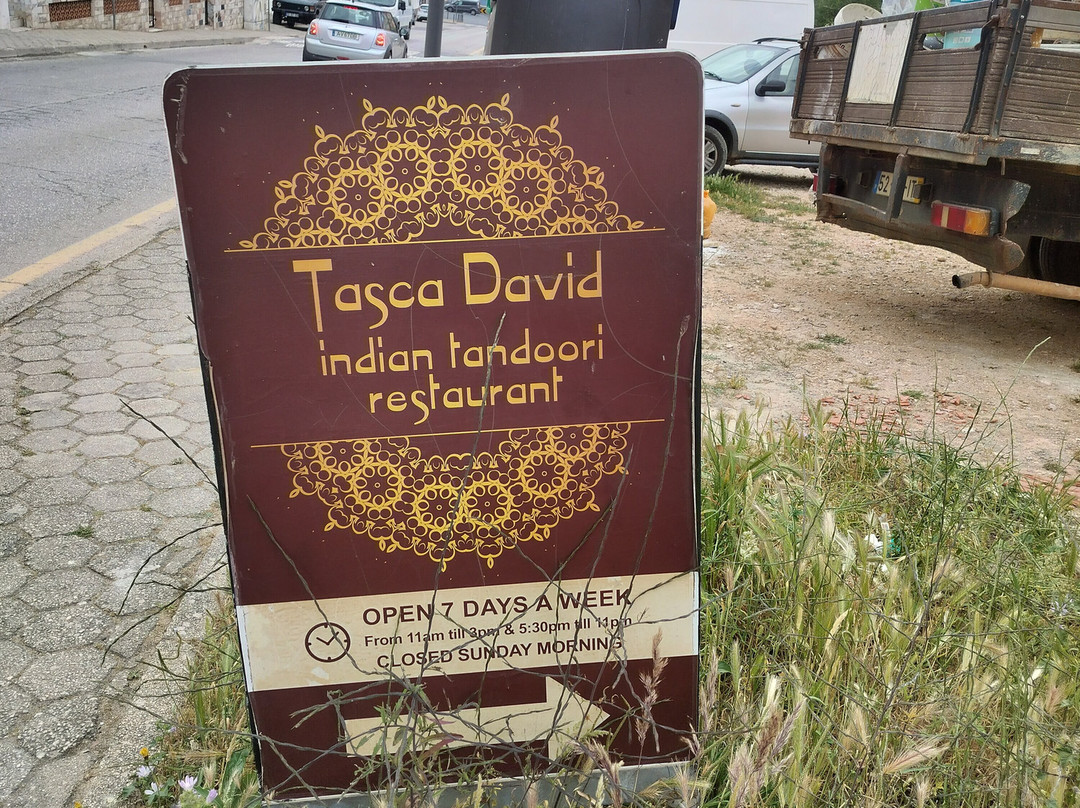 Tasca David
indian tandoori
restaurant
OPEN 7 DAYS A WEEK
From 11am till 3pm & 5:30pm till 11pm
CLOSED SUNDAY MORNING